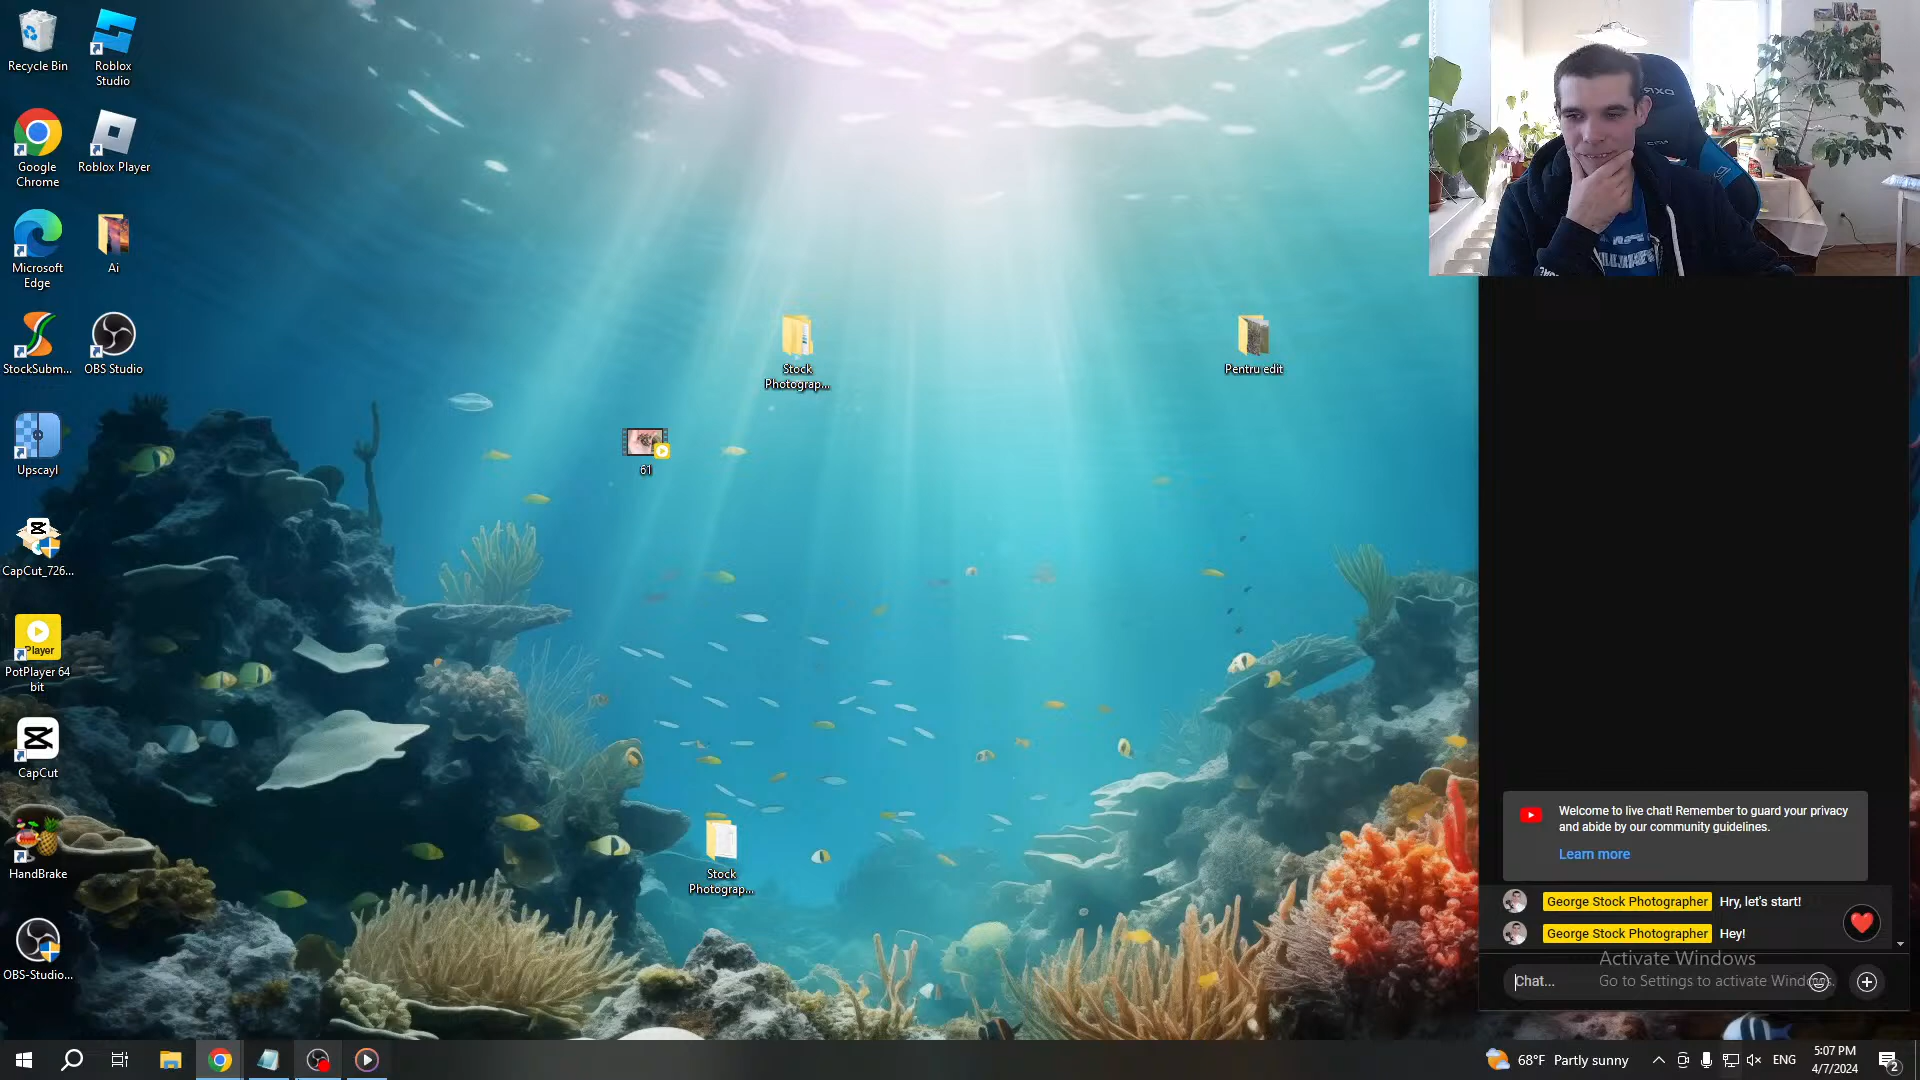 Recycle Bin
Roblox
Studio
Google
Chrome
Roblox Player
Microsoft
Edge
Ai
StockSubm...
OBS Studio
Upscayl
CapCut_726...
Player
PotPlayer 64
bit
CapCut
HandBrake
OBS-Studio...
Stock
Photograp...
Pentru edit
61
Stock
Photograp...
DXR
Welcome to live chat! Remember to guard your privacy
and abide by our community guidelines.
Learn more
George Stock Photographer Hry, let's start!
George Stock Photographer Hey!
Activate Windows
Go to Settings to activate Windows.
Chat...
68°F Partly sunny
ENG
5:07 PM
4/7/2024
2